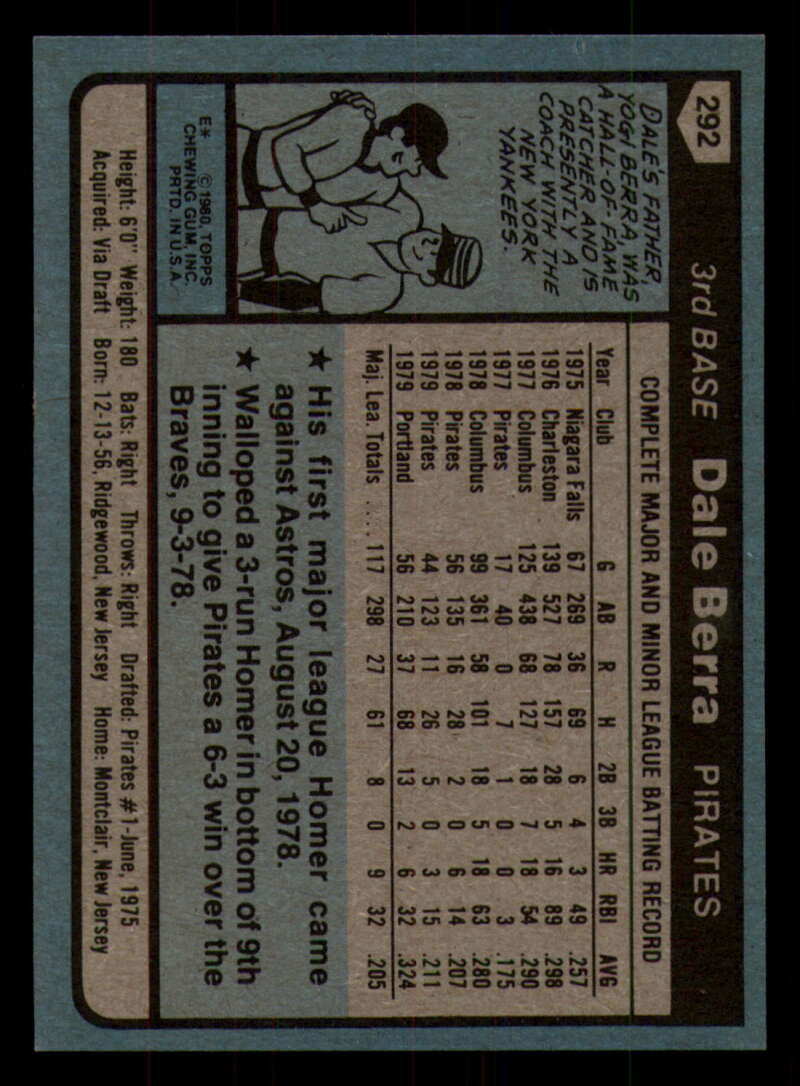 292
3rd BASE Dale Berra PIRATES
DALE'S FATHER,
YOGI BERRA, WAS
A HALL-OF-FAME
CATCHER AND IS
PRESENTLY A
COACH WITH THE
NEW YORK
YANKEES.
E* © 1980, TOPPS
CHEWING GUM, INC.
PRTD. IN U.S.A.
COMPLETE MAJOR AND MINOR LEAGUE BATTING RECORD
Year Club G AB R H 2B 3B HR RBI AVG
1975 Niagara Falls 67 269 36 69 6 4 3 49 .257
1976 Charleston 139 527 78 157 28 5 16 89 .298
1977 Columbus 125 438 68 127 18 7 18 54 .290
1977 Pirates 17 40 0 7 1 0 0 3 .175
1978 Columbus 99 361 58 101 18 5 18 63 .280
1978 Pirates 56 135 16 28 2 0 6 14 .207
1979 Pirates 44 123 11 26 5 0 3 15 .211
1979 Portland 56 210 37 68 13 2 6 32 .324
Maj. Lea. Totals .... 117 298 27 61 8 0 9 32 .205
★ His first major league Homer came
against Astros, August 20, 1978.
★ Walloped a 3-run Homer in bottom of 9th
inning to give Pirates a 6-3 win over the
Braves, 9-3-78.
Height: 6'0" Weight: 180 Bats: Right Throws: Right Drafted: Pirates #1-June, 1975
Acquired: Via Draft Born: 12-13-56, Ridgewood, New Jersey Home: Montclair, New Jersey